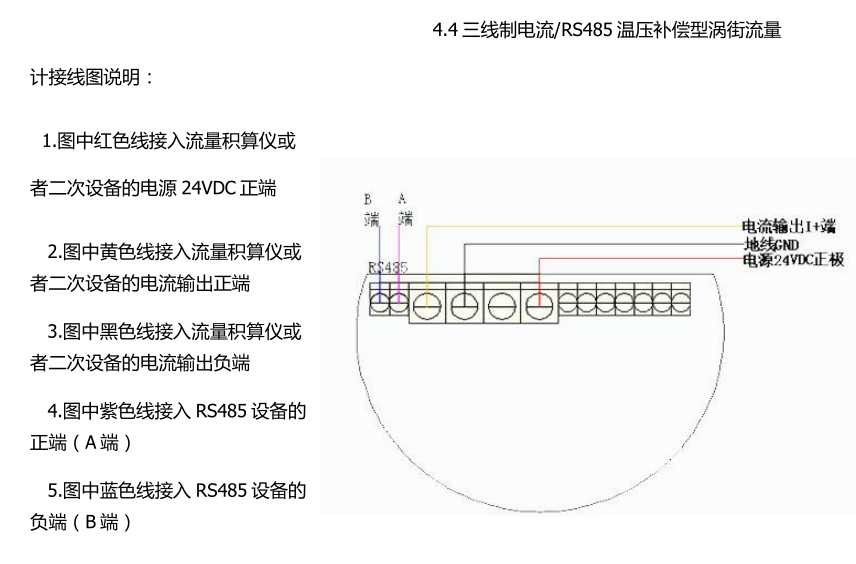 4.4 三线制电流/RS485 温压补偿型涡街流量
计接线图说明：
1.图中红色线接入流量积算仪或
者二次设备的电源 24VDC 正端
2.图中黄色线接入流量积算仪或
者二次设备的电流输出正端
3.图中黑色线接入流量积算仪或
者二次设备的电流输出负端
4.图中紫色线接入 RS485 设备的
正端（A 端）
5.图中蓝色线接入 RS485 设备的
负端（B 端）
B端
A端
RS485
电流输出I+端
地线GND
电源24VDC正极